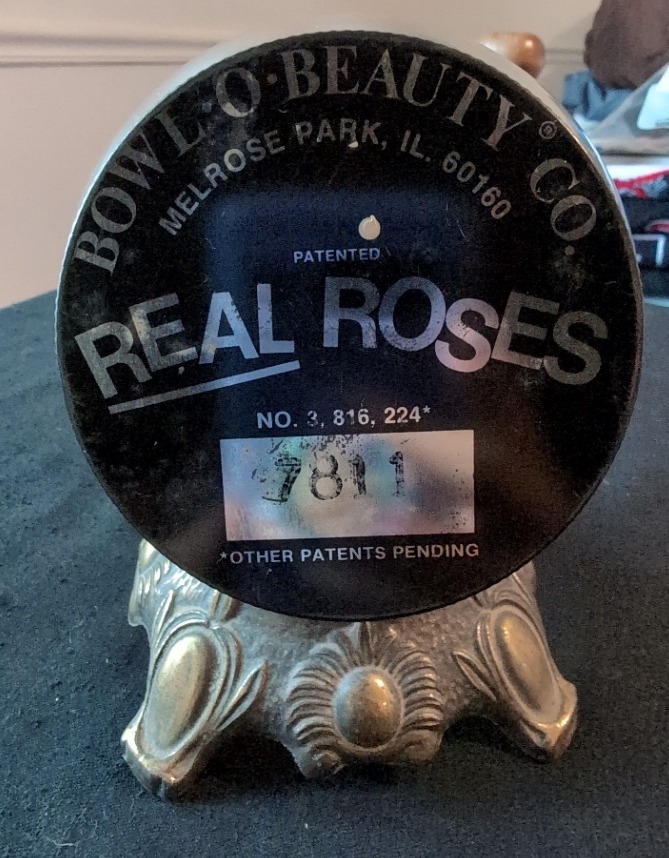 BOWL·O·BEAUTY® CO.
MELROSE PARK, IL. 60160
PATENTED
REAL ROSES
NO. 3, 816, 224*
7811
*OTHER PATENTS PENDING